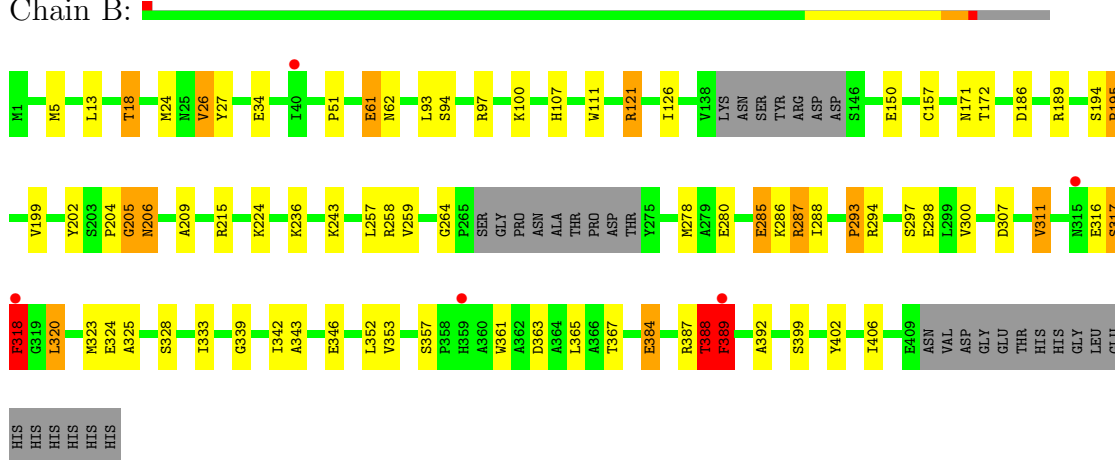 Chain B:
M1 M5 L13 T18 M24 N25 V26 Y27 E34 I40 P51 E61 N62 L93 S94 R97 K100 H107 W111 R121 I126 V138 LYS ASN SER TYR ARG ASP ASP S146 E150 C157 N171 T172 D186 R189 S194
V199 Y202 S203 P204 G205 N206 A209 R215 K224 K236 K243 L257 R258 V259 G264 P265 SER GLY PRO ASN ALA THR PRO ASP THR Y275 M278 A279 E280 E285 K286 R287 I288 P293 R294 S297 E298 L299 V300 D307 V311 N315 E316 S317
F318 G319 L320 M323 E324 A325 S328 I333 G339 I342 A343 E346 L352 V353 S357 P358 H359 A360 W361 A362 D363 A364 L365 A366 T367 E384 R387 T388 F389 A392 S399 Y402 I406 E409 ASN VAL ASP GLY GLU THR HIS HIS GLY LEU
HIS HIS HIS HIS HIS HIS